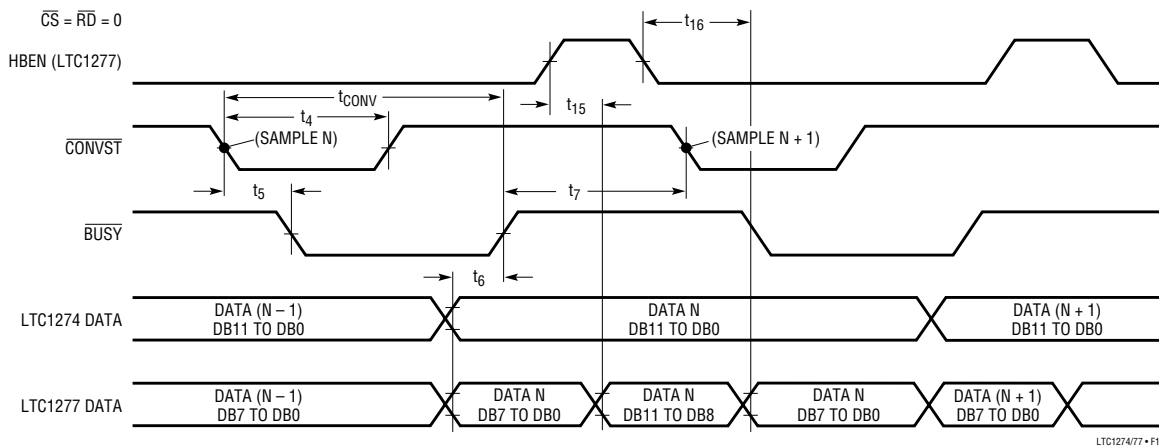 CS = RD = 0
HBEN (LTC1277)
t16
tCONV
t15
t4
CONVST
(SAMPLE N)
(SAMPLE N + 1)
t5
t7
BUSY
t6
LTC1274 DATA
DATA (N – 1)
DB11 TO DB0
DATA N
DB11 TO DB0
DATA (N + 1)
DB11 TO DB0
LTC1277 DATA
DATA (N – 1)
DB7 TO DB0
DATA N
DB7 TO DB0
DATA N
DB11 TO DB8
DATA N
DB7 TO DB0
DATA (N + 1)
DB7 TO DB0